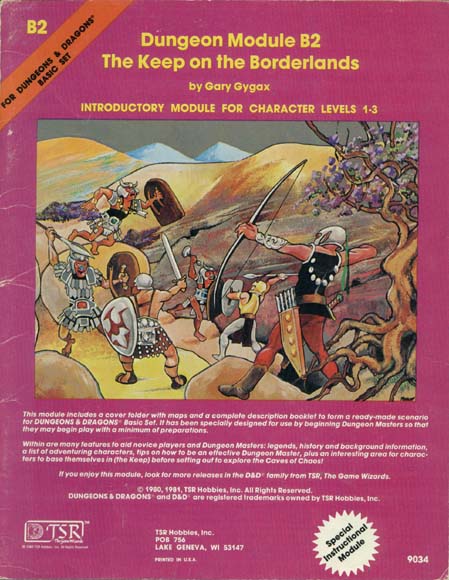 B2
FOR DUNGEONS & DRAGONS®
BASIC SET
Dungeon Module B2
The Keep on the Borderlands
by Gary Gygax
INTRODUCTORY MODULE FOR CHARACTER LEVELS 1-3
This module includes a cover folder with maps and a complete description booklet to form a ready-made scenario
for DUNGEONS & DRAGONS® Basic Set. It has been specially designed for use by beginning Dungeon Masters so that
they may begin play with a minimum of preparations.
Within are many features to aid novice players and Dungeon Masters: legends, history and background information,
a list of adventuring characters, tips on how to be an effective Dungeon Master, plus an interesting area for charac-
ters to base themselves in (the Keep) before setting out to explore the Caves of Chaos!
If you enjoy this module, look for more releases in the D&D® family from TSR, The Game Wizards.
© 1980, 1981, TSR Hobbies, Inc. All Rights Reserved.
DUNGEONS & DRAGONS® and D&D® are registered trademarks owned by TSR Hobbies, Inc.
TSR
The Game Wizards
TSR Hobbies, Inc.
POB 756
LAKE GENEVA, WI 53147
PRINTED IN U.S.A.
Special
Instructional
Module
9034